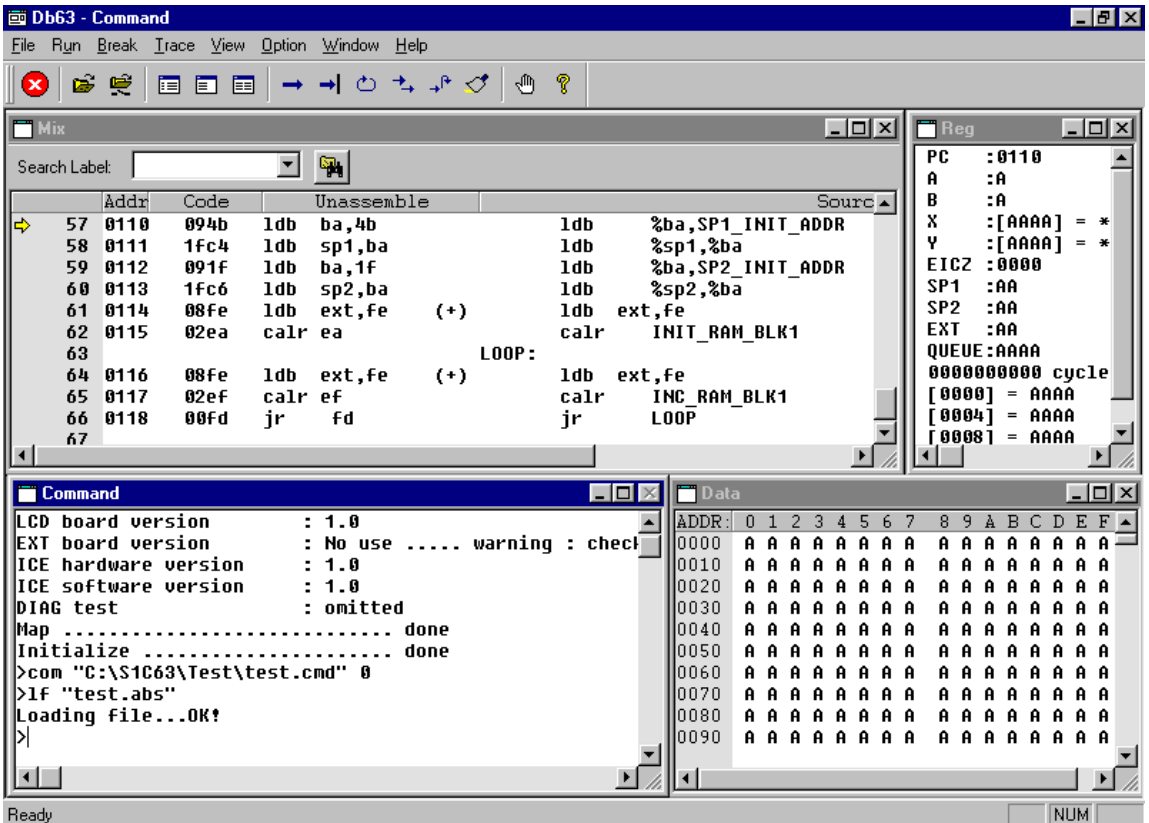 Db63 - Command
File Run Break Trace View Option Window Help
Mix
Search Label:
Addr Code Unassemble Sourc
57 0110 094b ldb ba,4b ldb %ba,SP1_INIT_ADDR
58 0111 1fc4 ldb sp1,ba ldb %sp1,%ba
59 0112 091f ldb ba,1f ldb %ba,SP2_INIT_ADDR
60 0113 1fc6 ldb sp2,ba ldb %sp2,%ba
61 0114 08fe ldb ext,fe (+) ldb ext,fe
62 0115 02ea calr ea calr INIT_RAM_BLK1
63 LOOP:
64 0116 08fe ldb ext,fe (+) ldb ext,fe
65 0117 02ef calr ef calr INC_RAM_BLK1
66 0118 00fd jr fd jr LOOP
67
Reg
PC :0110
A :A
B :A
X :[AAAA] = *
Y :[AAAA] = *
EICZ :0000
SP1 :AA
SP2 :AA
EXT :AA
QUEUE:AAAA
0000000000 cycle
[0000] = AAAA
[0004] = AAAA
[0008] = AAAA
Command
LCD board version : 1.0
EXT board version : No use ..... warning : check
ICE hardware version : 1.0
ICE software version : 1.0
DIAG test : omitted
Map ............................. done
Initialize ...................... done
>com "C:\S1C63\Test\test.cmd" 0
>lf "test.abs"
Loading file...OK!
>
Data
ADDR: 0 1 2 3 4 5 6 7 8 9 A B C D E F
0000 A A A A A A A A A A A A A A A A
0010 A A A A A A A A A A A A A A A A
0020 A A A A A A A A A A A A A A A A
0030 A A A A A A A A A A A A A A A A
0040 A A A A A A A A A A A A A A A A
0050 A A A A A A A A A A A A A A A A
0060 A A A A A A A A A A A A A A A A
0070 A A A A A A A A A A A A A A A A
0080 A A A A A A A A A A A A A A A A
0090 A A A A A A A A A A A A A A A A
Ready NUM